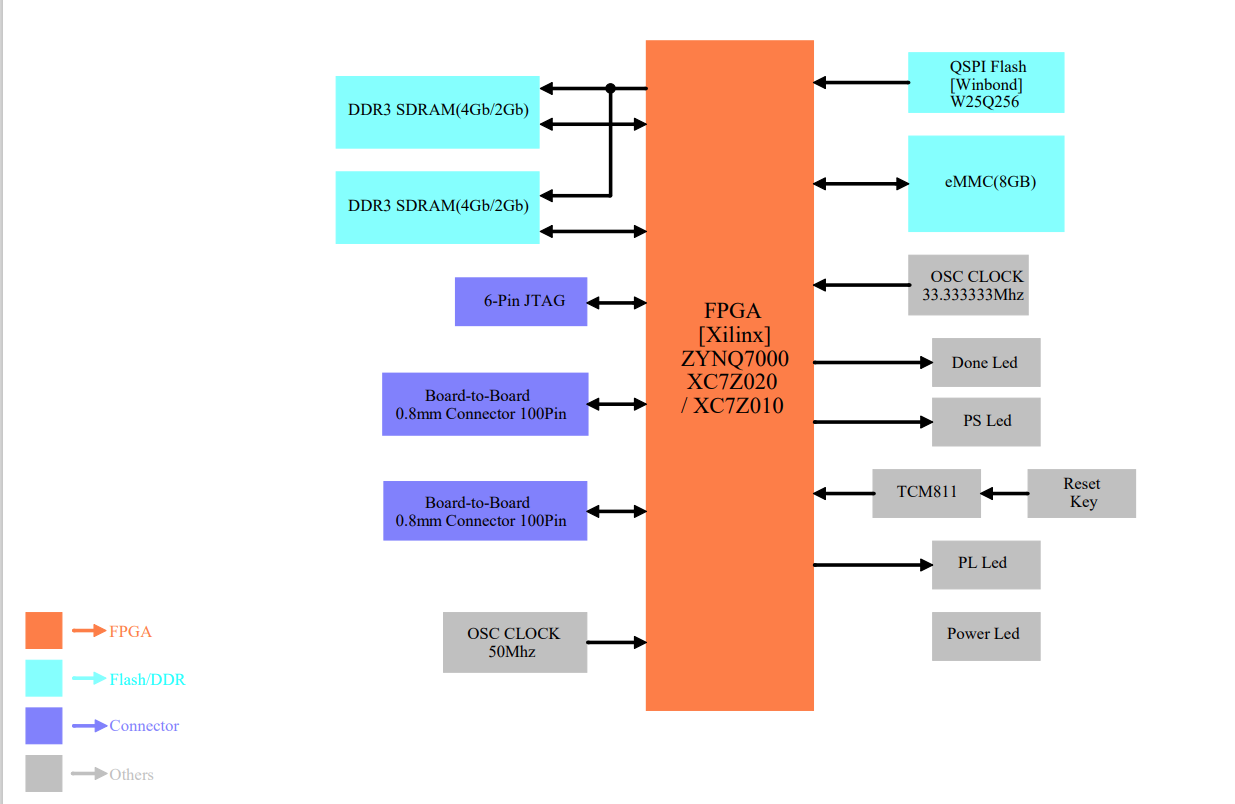 DDR3 SDRAM(4Gb/2Gb)
DDR3 SDRAM(4Gb/2Gb)
6-Pin JTAG
Board-to-Board
0.8mm Connector 100Pin
Board-to-Board
0.8mm Connector 100Pin
OSC CLOCK
50Mhz
FPGA
[Xilinx]
ZYNQ7000
XC7Z020
/ XC7Z010
QSPI Flash
[Winbond]
W25Q256
eMMC(8GB)
OSC CLOCK
33.333333Mhz
Done Led
PS Led
TCM811
Reset
Key
PL Led
Power Led
FPGA
Flash/DDR
Connector
Others